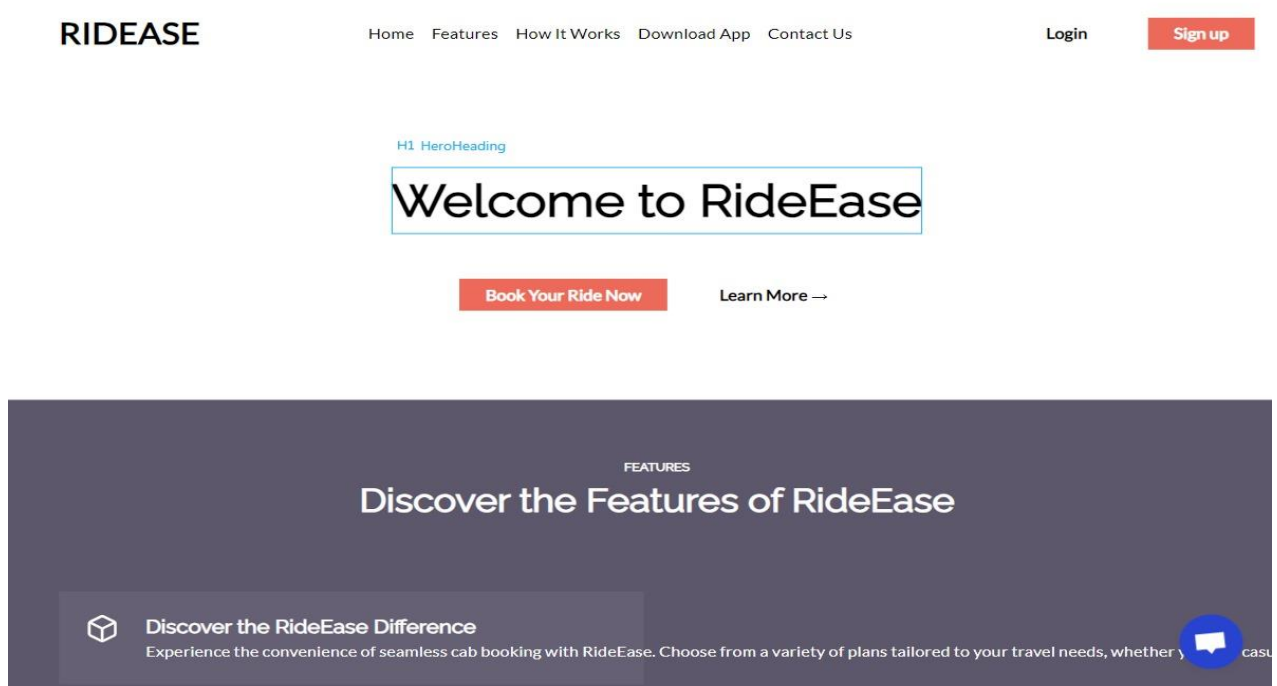 RIDEASE
Home Features How It Works Download App Contact Us
Login
Sign up
H1 HeroHeading
Welcome to RideEase
Book Your Ride Now
Learn More →
FEATURES
Discover the Features of RideEase
Discover the RideEase Difference
Experience the convenience of seamless cab booking with RideEase. Choose from a variety of plans tailored to your travel needs, whether